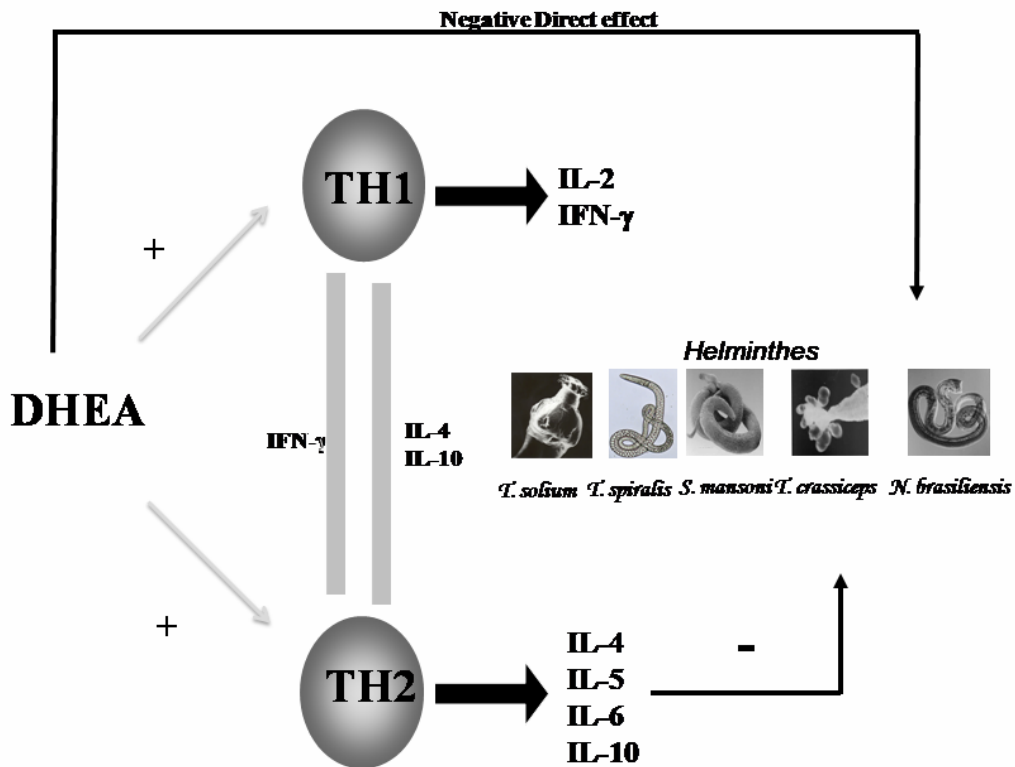 Negative Direct effect
TH1
IL-2
IFN-γ
+
DHEA
IFN-γ
IL-4
IL-10
Helminthes
T. solium T. spiralis S. mansoni T. crassiceps N. brasiliensis
+
TH2
IL-4
IL-5
IL-6
IL-10
-